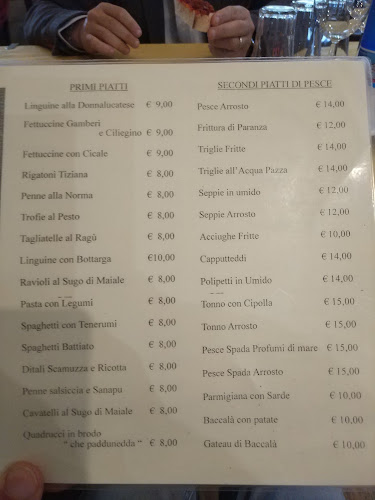 PRIMI PIATTI
Linguine alla Donnalucatese € 9,00
Fettuccine Gamberi
e Ciliegino € 9,00
Fettuccine con Cicale € 9,00
Rigatoni Tiziana € 8,00
Penne alla Norma € 8,00
Trofie al Pesto € 8,00
Tagliatelle al Ragù € 8,00
Linguine con Bottarga €10,00
Ravioli al Sugo di Maiale € 8,00
Pasta con Legumi € 8,00
Spaghetti con Tenerumi € 8,00
Spaghetti Battiato € 8,00
Ditali Scamazza e Ricotta € 8,00
Penne salsiccia e Sanapu € 8,00
Cavatelli al Sugo di Maiale € 8,00
Quadrucci in brodo
" che paddunedda " € 8,00
SECONDI PIATTI DI PESCE
Pesce Arrosto € 14,00
Frittura di Paranza € 12,00
Triglie Fritte € 14,00
Triglie all'Acqua Pazza € 14,00
Seppie in umido € 12,00
Seppie Arrosto € 12,00
Acciughe Fritte € 10,00
Capputteddi € 14,00
Polipetti in Umido € 14,00
Tonno con Cipolla € 15,00
Tonno Arrosto € 15,00
Pesce Spada Profumi di mare € 15,00
Pesce Spada Arrosto € 15,00
Parmigiana con Sarde € 10,00
Baccalà con patate € 10,00
Gateau di Baccalà € 10,00